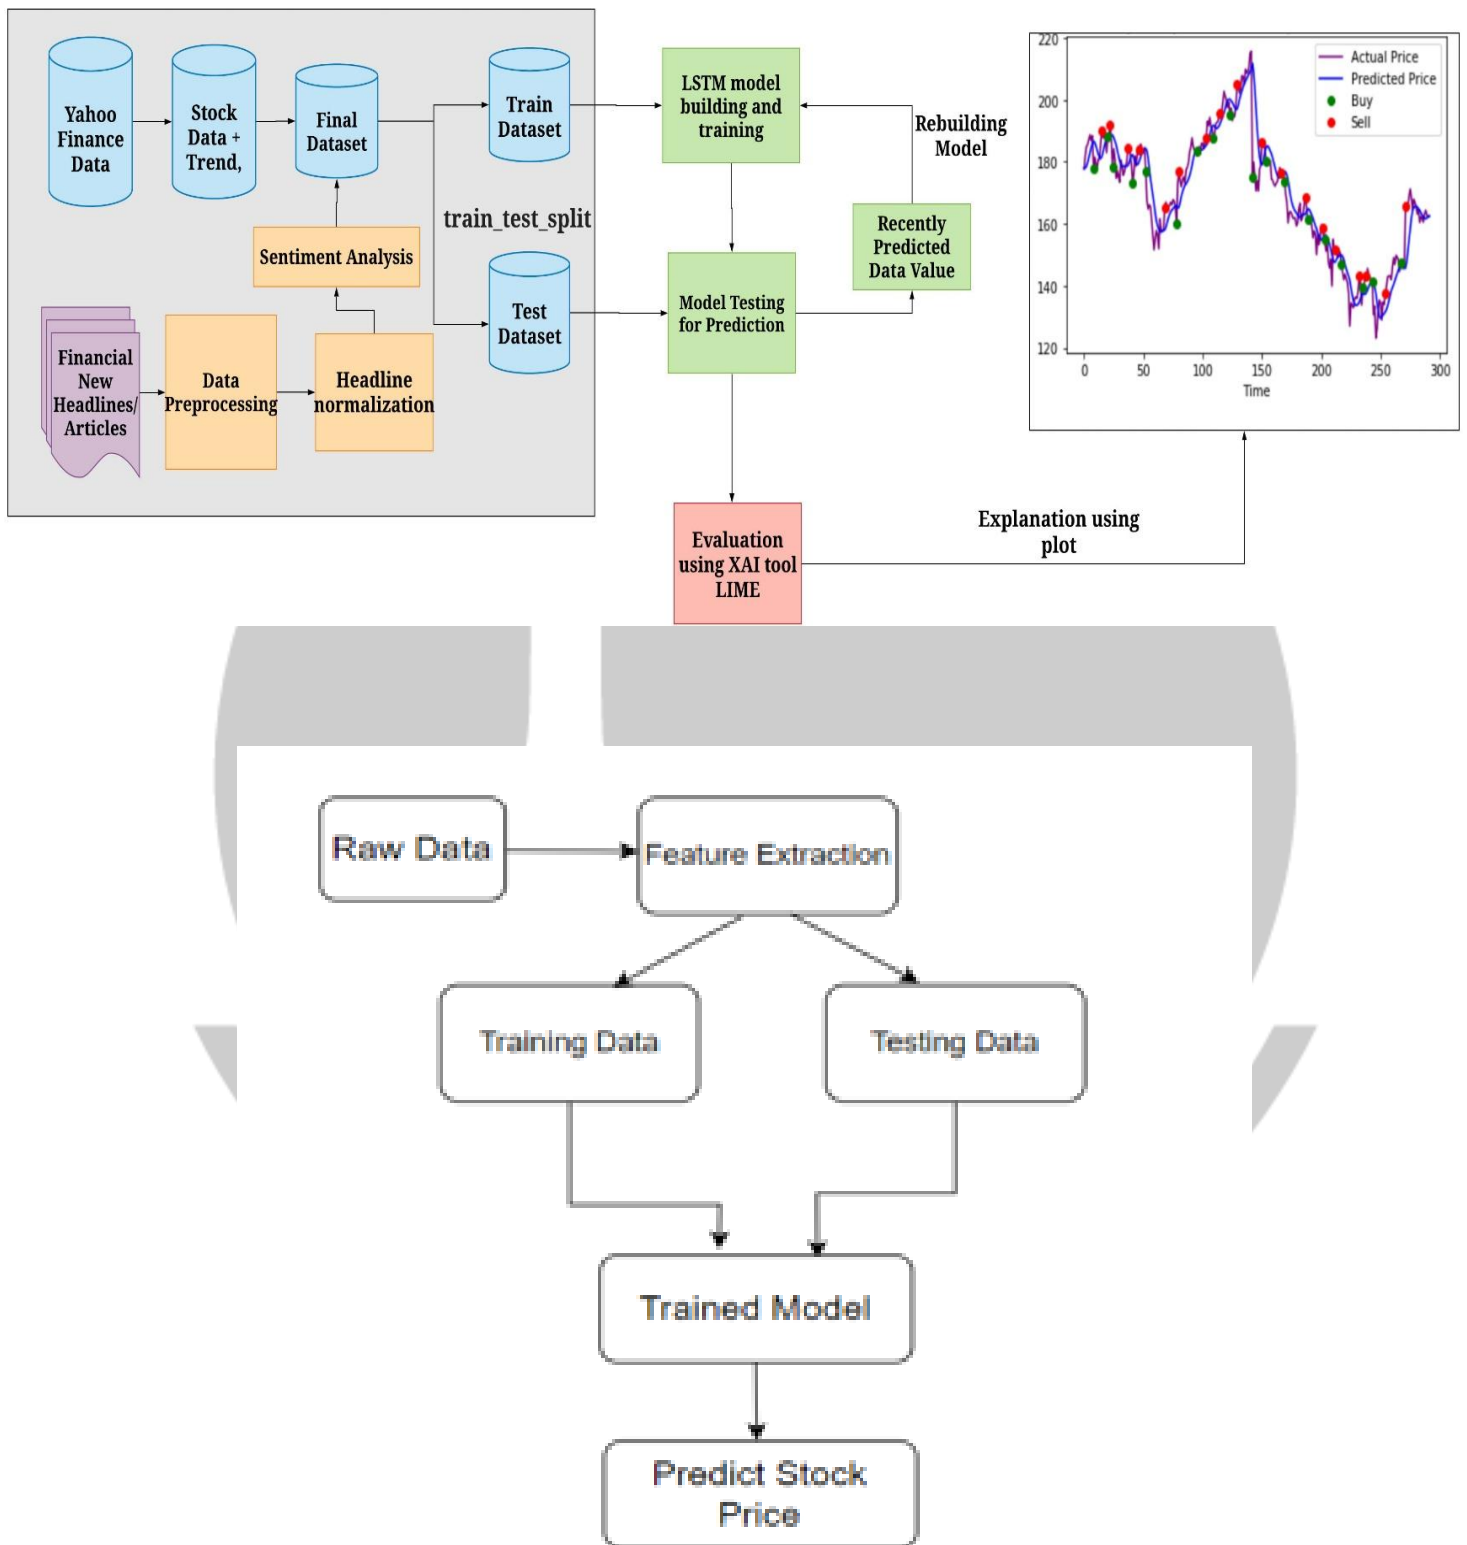 Yahoo
Finance
Data
Stock
Data +
Trend,
Final
Dataset
Train
Dataset
train_test_split
Test
Dataset
Sentiment Analysis
Financial
New
Headlines/
Articles
Data
Preprocessing
Headline
normalization
LSTM model
building and
training
Rebuilding
Model
Recently
Predicted
Data Value
Model Testing
for Prediction
Evaluation
using XAI tool
LIME
Explanation using
plot
220
200
180
160
140
120
0 50 100 150 200 250 300
Time
Actual Price
Predicted Price
Buy
Sell
Raw Data
Feature Extraction
Training Data
Testing Data
Trained Model
Predict Stock
Price